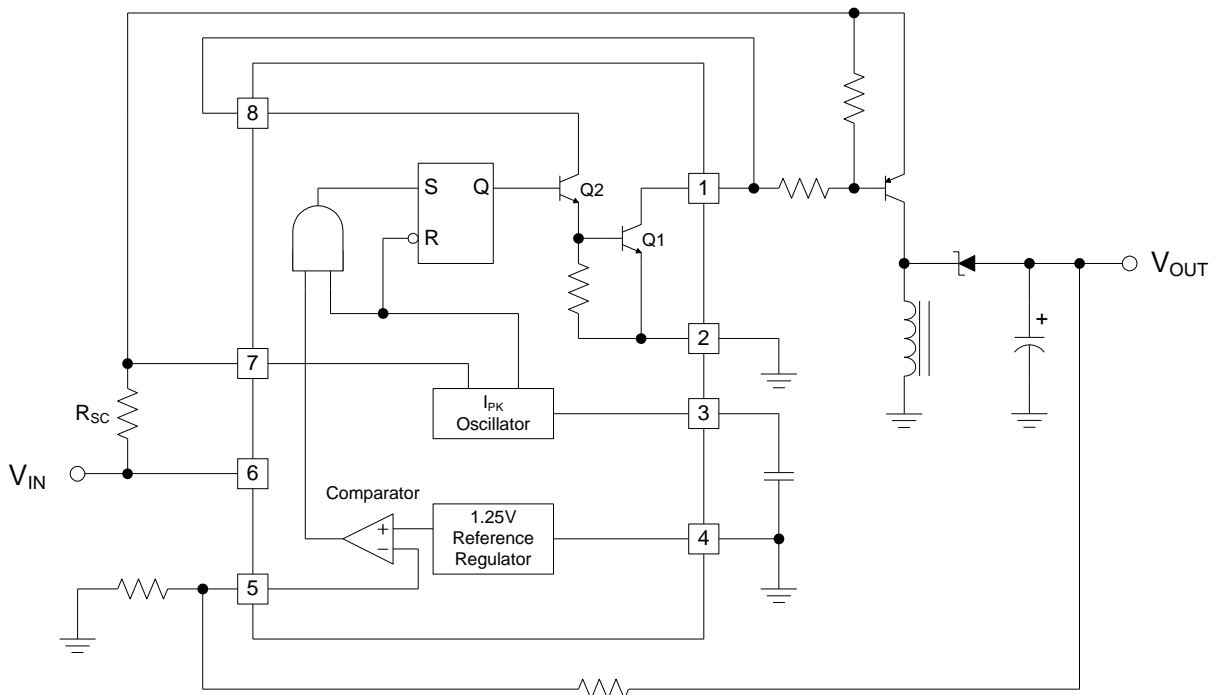 8
S
Q
Q2
1
R
Q1
V_OUT
+
2
7
R_SC
I_PK
Oscillator
3
V_IN
6
Comparator
+
−
1.25V
Reference
Regulator
4
5